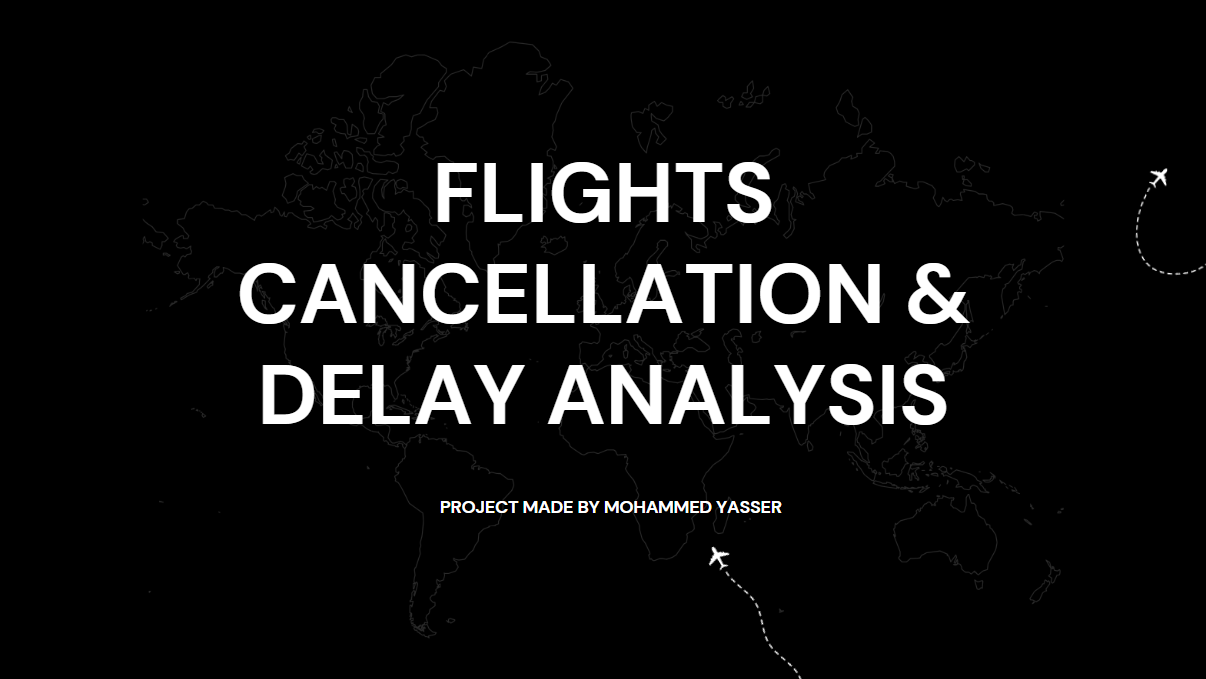 FLIGHTS
CANCELLATION &
DELAY ANALYSIS
PROJECT MADE BY MOHAMMED YASSER